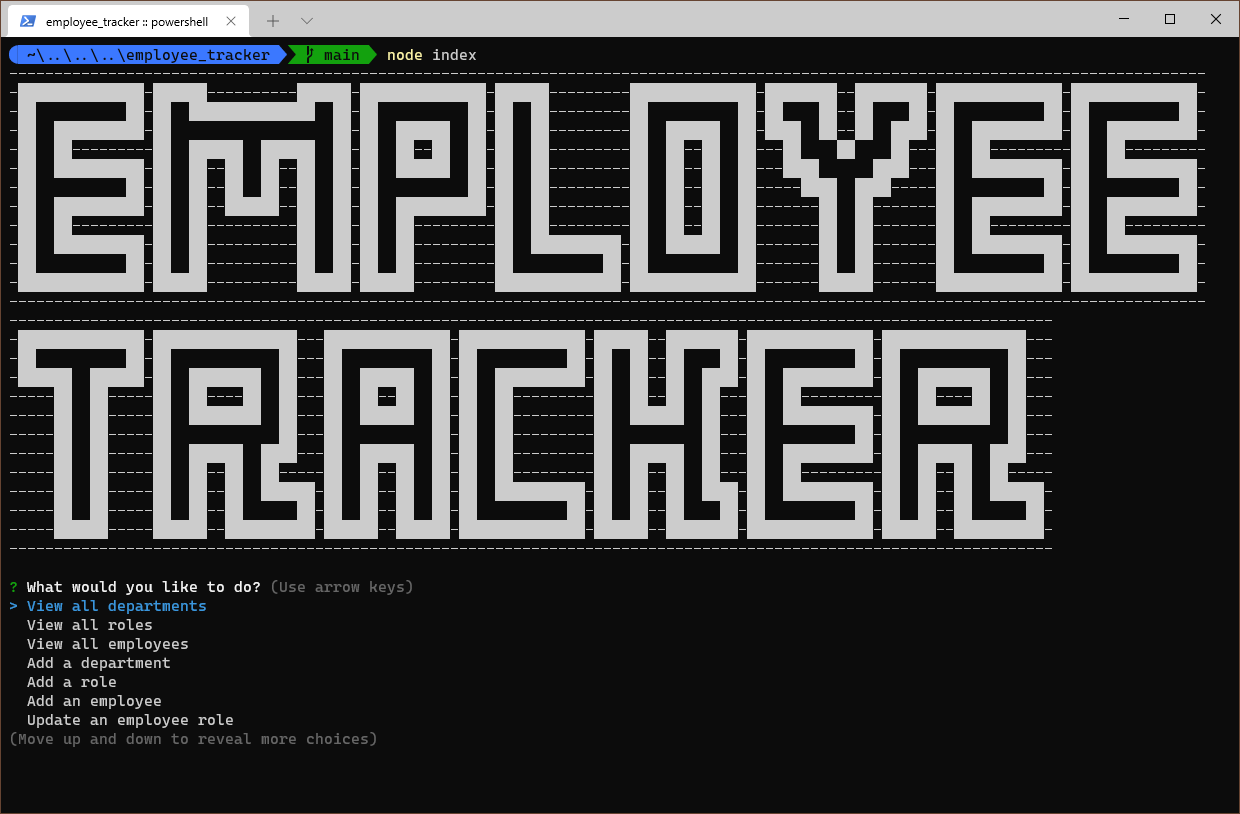 employee_tracker :: powershell
~\..\..\..\employee_tracker main node index
EMPLOYEE
TRACKER
? What would you like to do? (Use arrow keys)
> View all departments
View all roles
View all employees
Add a department
Add a role
Add an employee
Update an employee role
(Move up and down to reveal more choices)